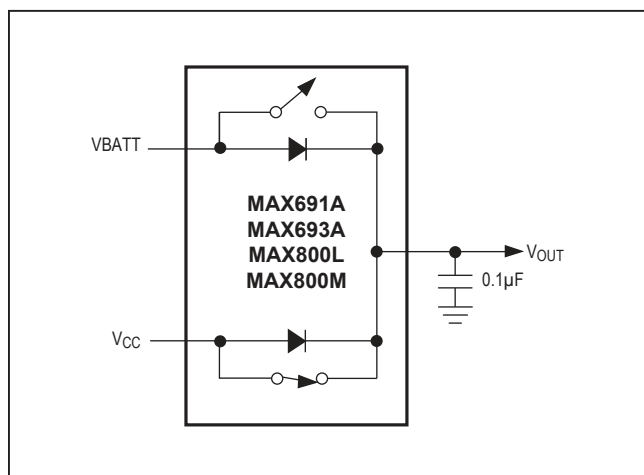 VBATT
MAX691A
MAX693A
MAX800L
MAX800M
VOUT
0.1µF
VCC